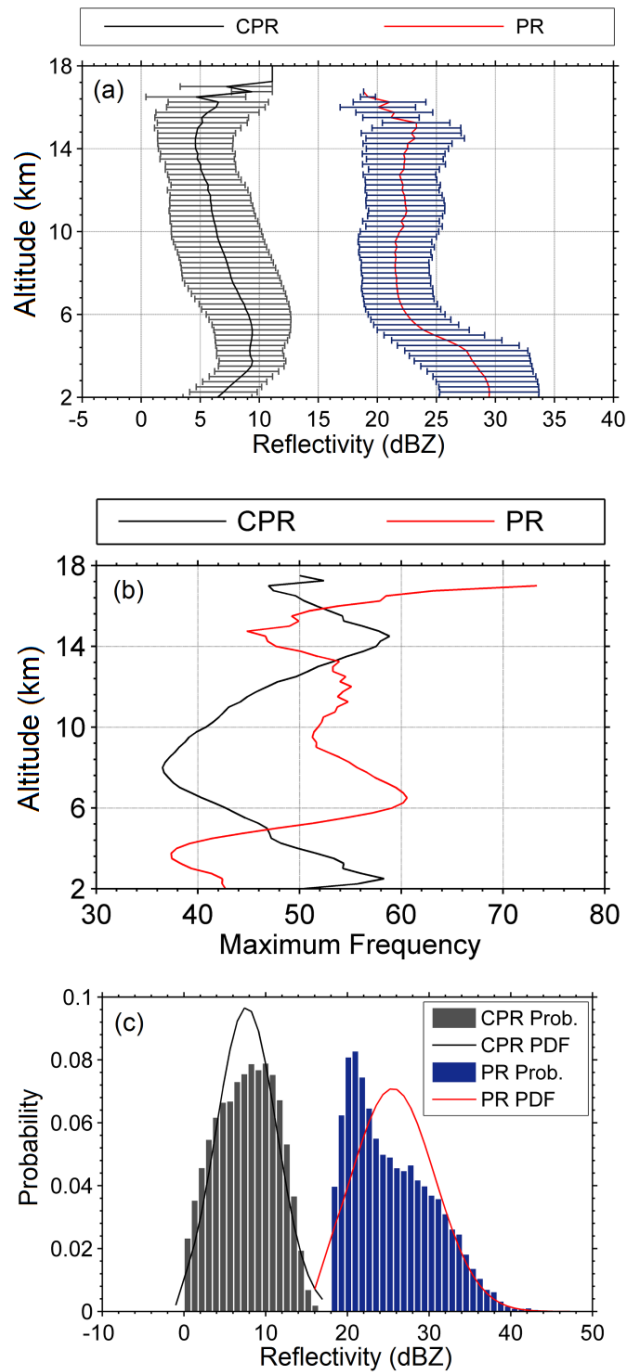 CPR PR
(a)
18
14
10
6
2
Altitude (km)
-5 0 5 10 15 20 25 30 35 40
Reflectivity (dBZ)
CPR PR
(b)
18
14
10
6
2
Altitude (km)
30 40 50 60 70 80
Maximum Frequency
(c)
CPR Prob.
CPR PDF
PR Prob.
PR PDF
0.1
0.08
0.06
0.04
0.02
0
Probability
-10 0 10 20 30 40 50
Reflectivity (dBZ)